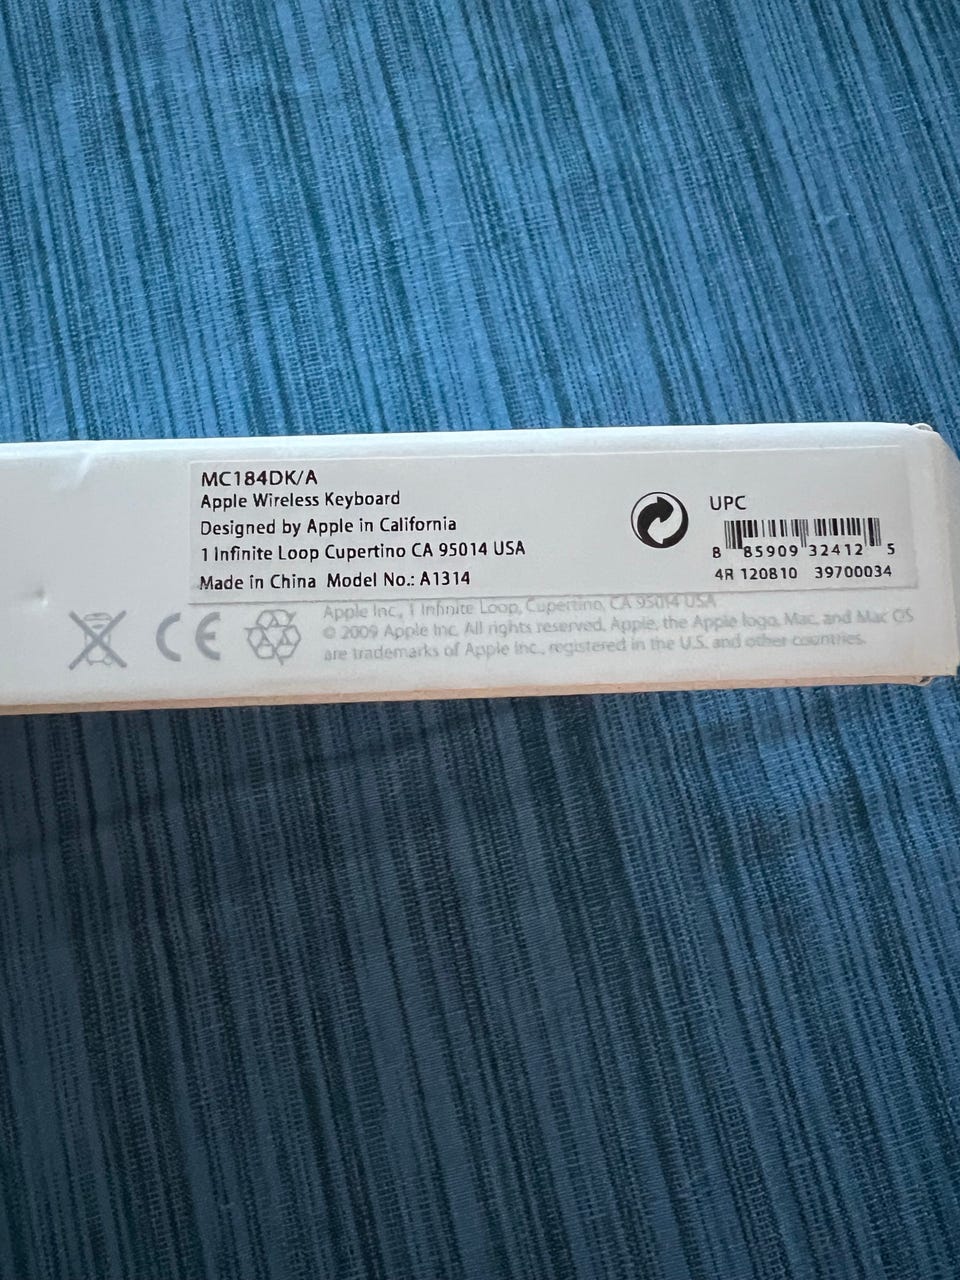 MC184DK/A
Apple Wireless Keyboard
Designed by Apple in California
1 Infinite Loop Cupertino CA 95014 USA
Made in China Model No.: A1314
UPC
8 85909 32412 5
4R 120810 39700034
CE
Apple Inc., 1 Infinite Loop, Cupertino, CA 95014 USA
© 2009 Apple Inc. All rights reserved. Apple, the Apple logo, Mac, and Mac OS
are trademarks of Apple Inc., registered in the U.S. and other countries.